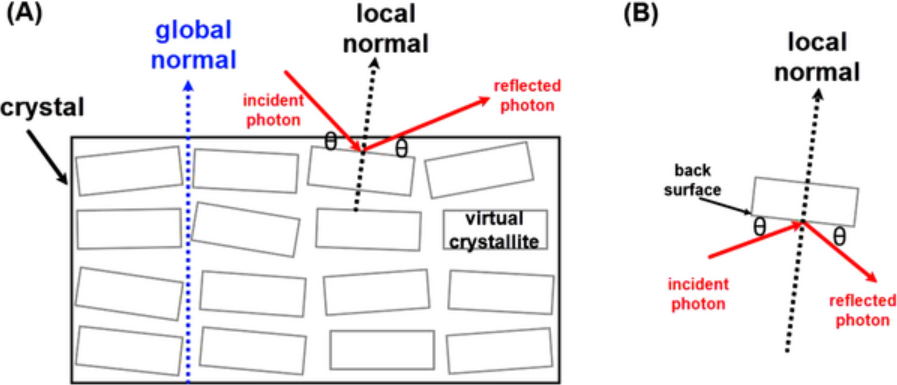 (A)
global
normal
local
normal
crystal
incident
photon
reflected
photon
θ
θ
virtual
crystallite
(B)
local
normal
back
surface
θ
θ
incident
photon
reflected
photon